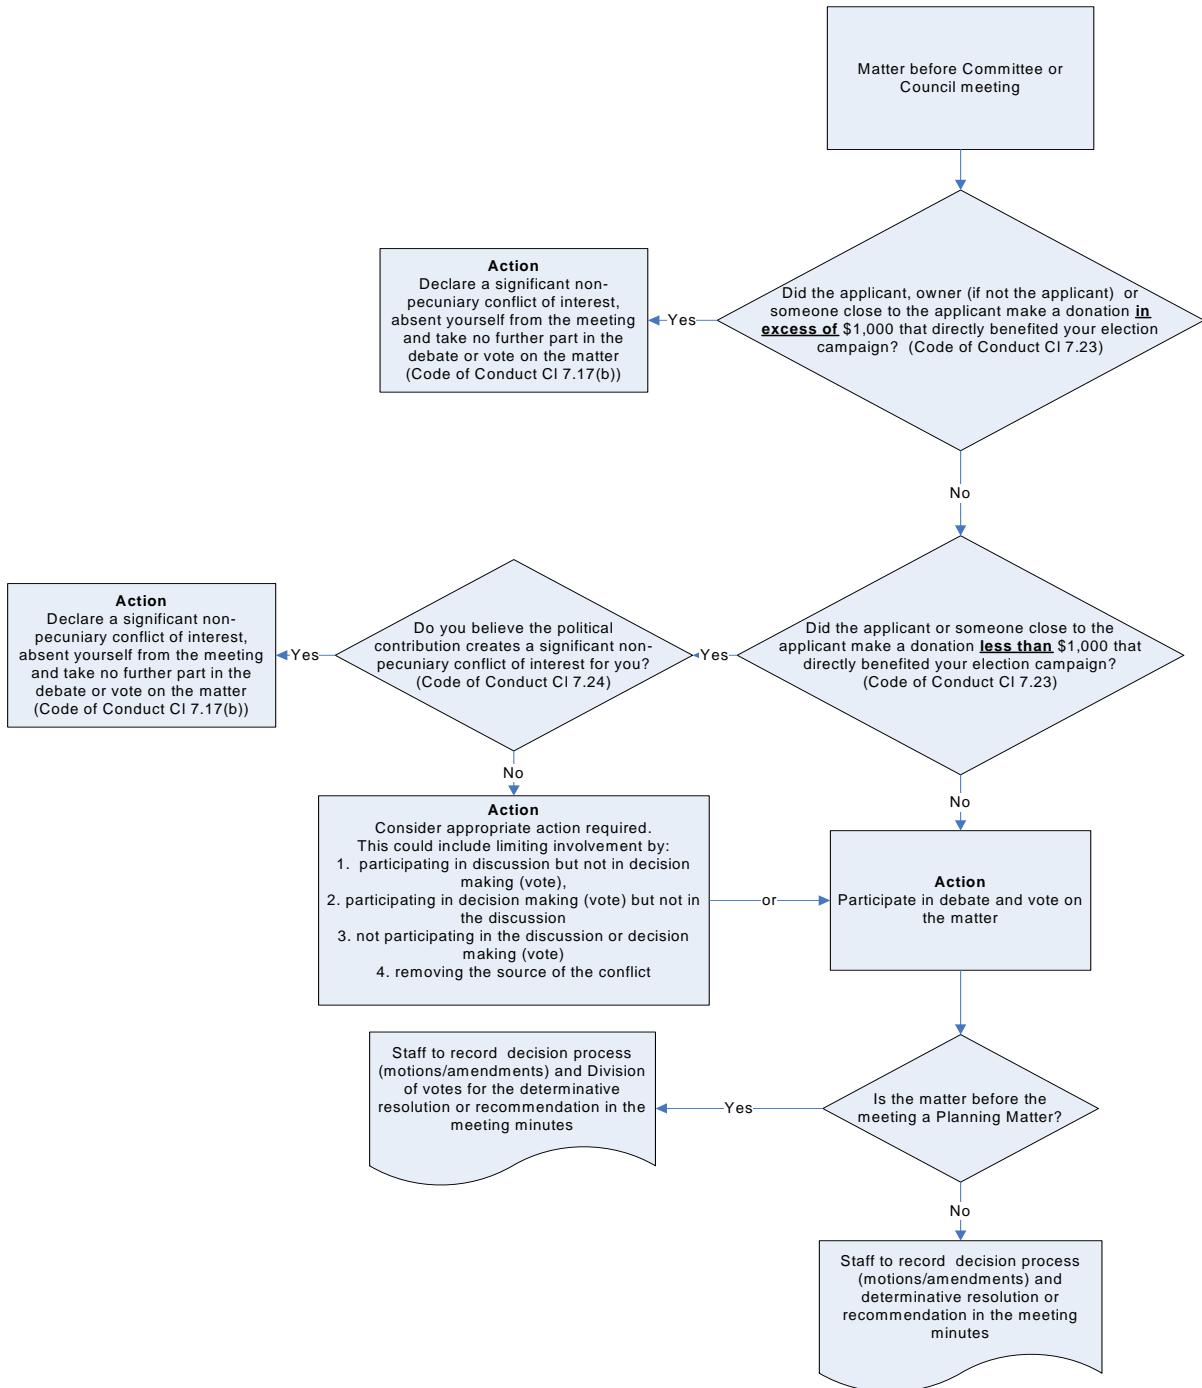 Matter before Committee or
Council meeting
Did the applicant, owner (if not the applicant)  or
someone close to the applicant make a donation in
excess of $1,000 that directly benefited your election
campaign?  (Code of Conduct Cl 7.23)
Yes
Action
Declare a significant non-
pecuniary conflict of interest,
absent yourself from the meeting
and take no further part in the
debate or vote on the matter
(Code of Conduct Cl 7.17(b))
No
Did the applicant or someone close to the
applicant make a donation less than $1,000 that
directly benefited your election campaign?
(Code of Conduct Cl 7.23)
Yes
Do you believe the political
contribution creates a significant non-
pecuniary conflict of interest for you?
(Code of Conduct Cl 7.24)
Yes
Action
Declare a significant non-
pecuniary conflict of interest,
absent yourself from the meeting
and take no further part in the
debate or vote on the matter
(Code of Conduct Cl 7.17(b))
No
Action
Consider appropriate action required.
This could include limiting involvement by:
1.  participating in discussion but not in decision
making (vote),
2. participating in decision making (vote) but not in
the discussion
3. not participating in the discussion or decision
making (vote)
4. removing the source of the conflict
or
No
Action
Participate in debate and vote on
the matter
Is the matter before the
meeting a Planning Matter?
Yes
Staff to record  decision process
(motions/amendments) and Division
of votes for the determinative
resolution or recommendation in the
meeting minutes
No
Staff to record  decision process
(motions/amendments) and
determinative resolution or
recommendation in the meeting
minutes